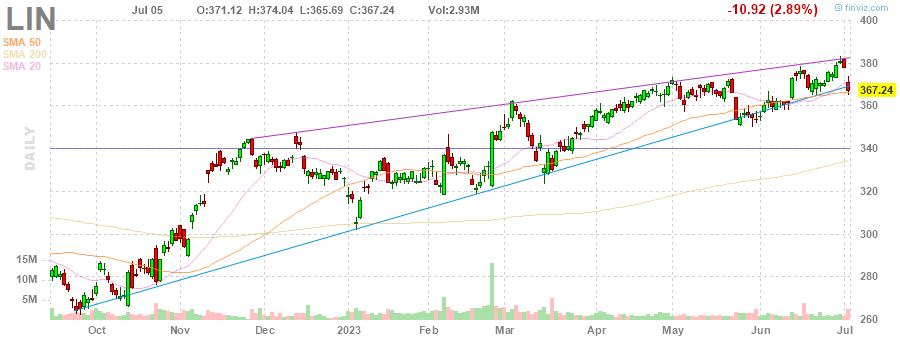 LIN Jul 05 O:371.12 H:374.04 L:365.69 C:367.24 Vol:2.93M -10.92 (2.89%) finviz.com
SMA 50
SMA 200
SMA 20
400
380
367.24
360
340
320
300
280
260
DAILY
15M
10M
5M
Oct Nov Dec 2023 Feb Mar Apr May Jun Jul